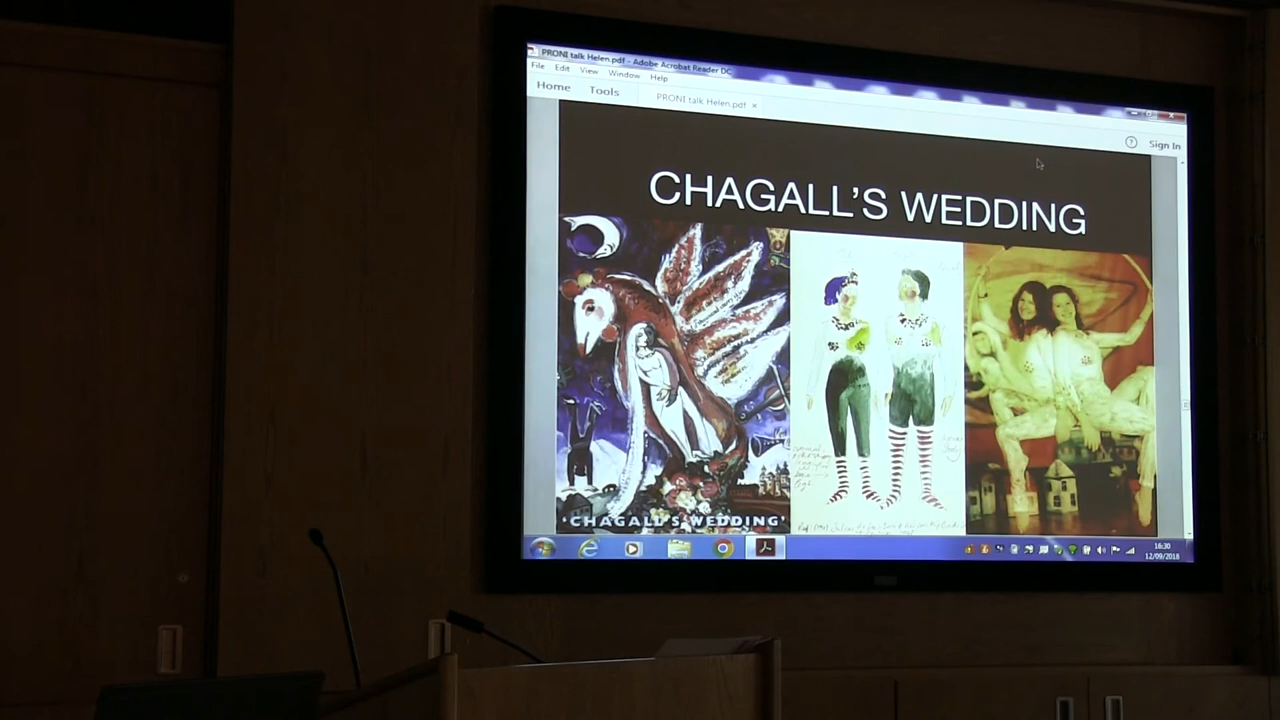 PRONI talk Helen.pdf - Adobe Acrobat Reader DC
File Edit View Window Help
Home Tools PRONI talk Helen.pdf ×
? Sign In
CHAGALL'S WEDDING
'CHAGALL'S WEDDING'
16:30
12/09/2018